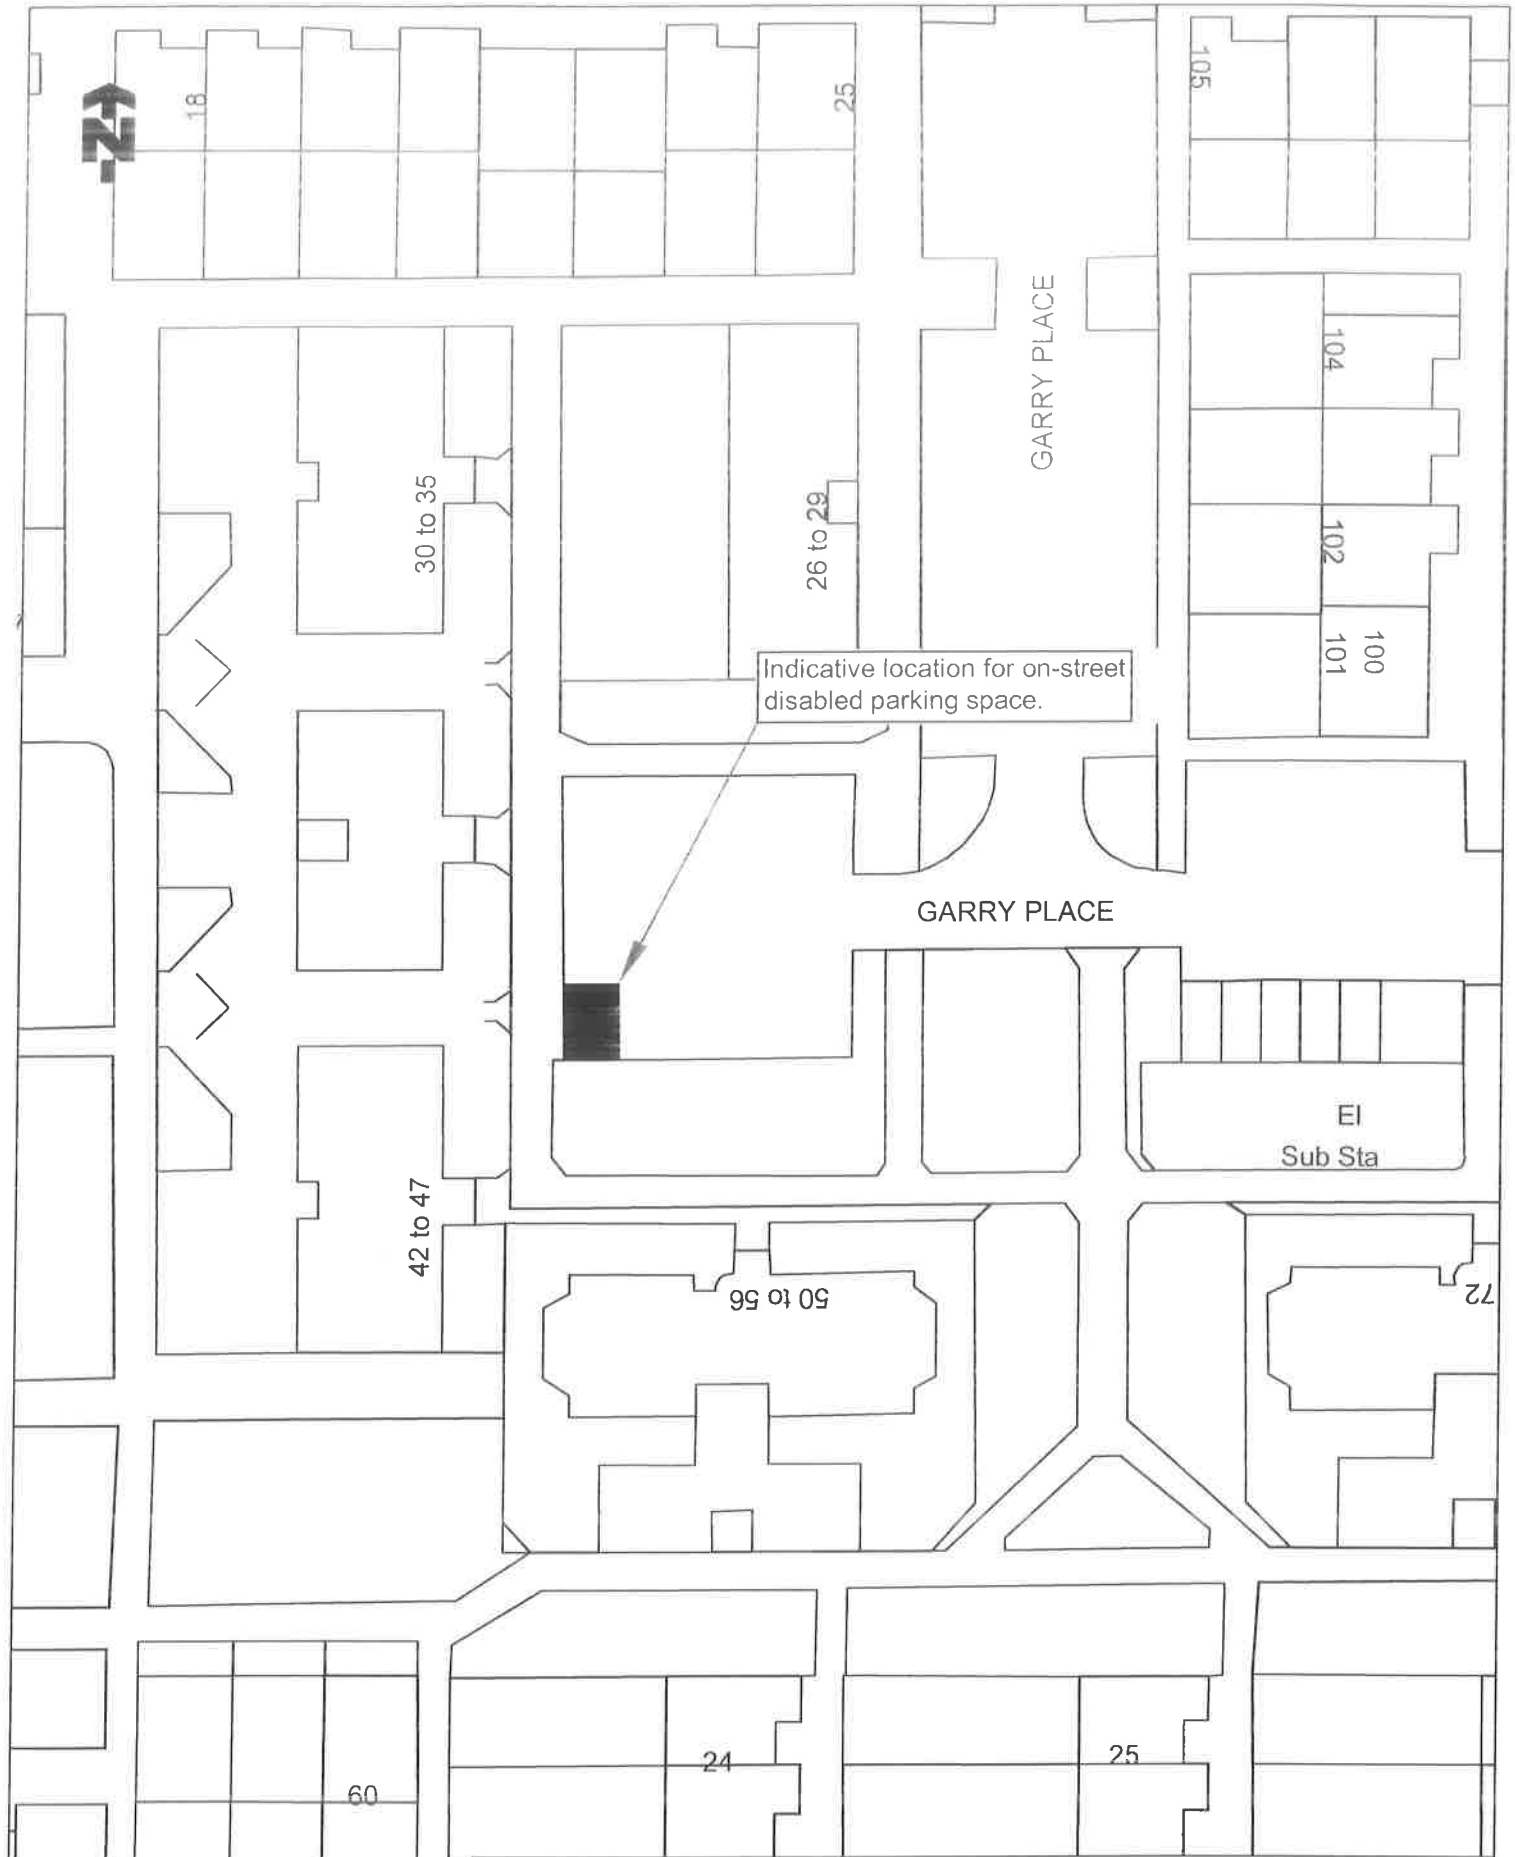 N
18
25
105
GARRY PLACE
104
30 to 35
26 to 29
102
100
101
Indicative location for on-street
disabled parking space.
GARRY PLACE
El
Sub Sta
42 to 47
50 to 56
72
24
25
60